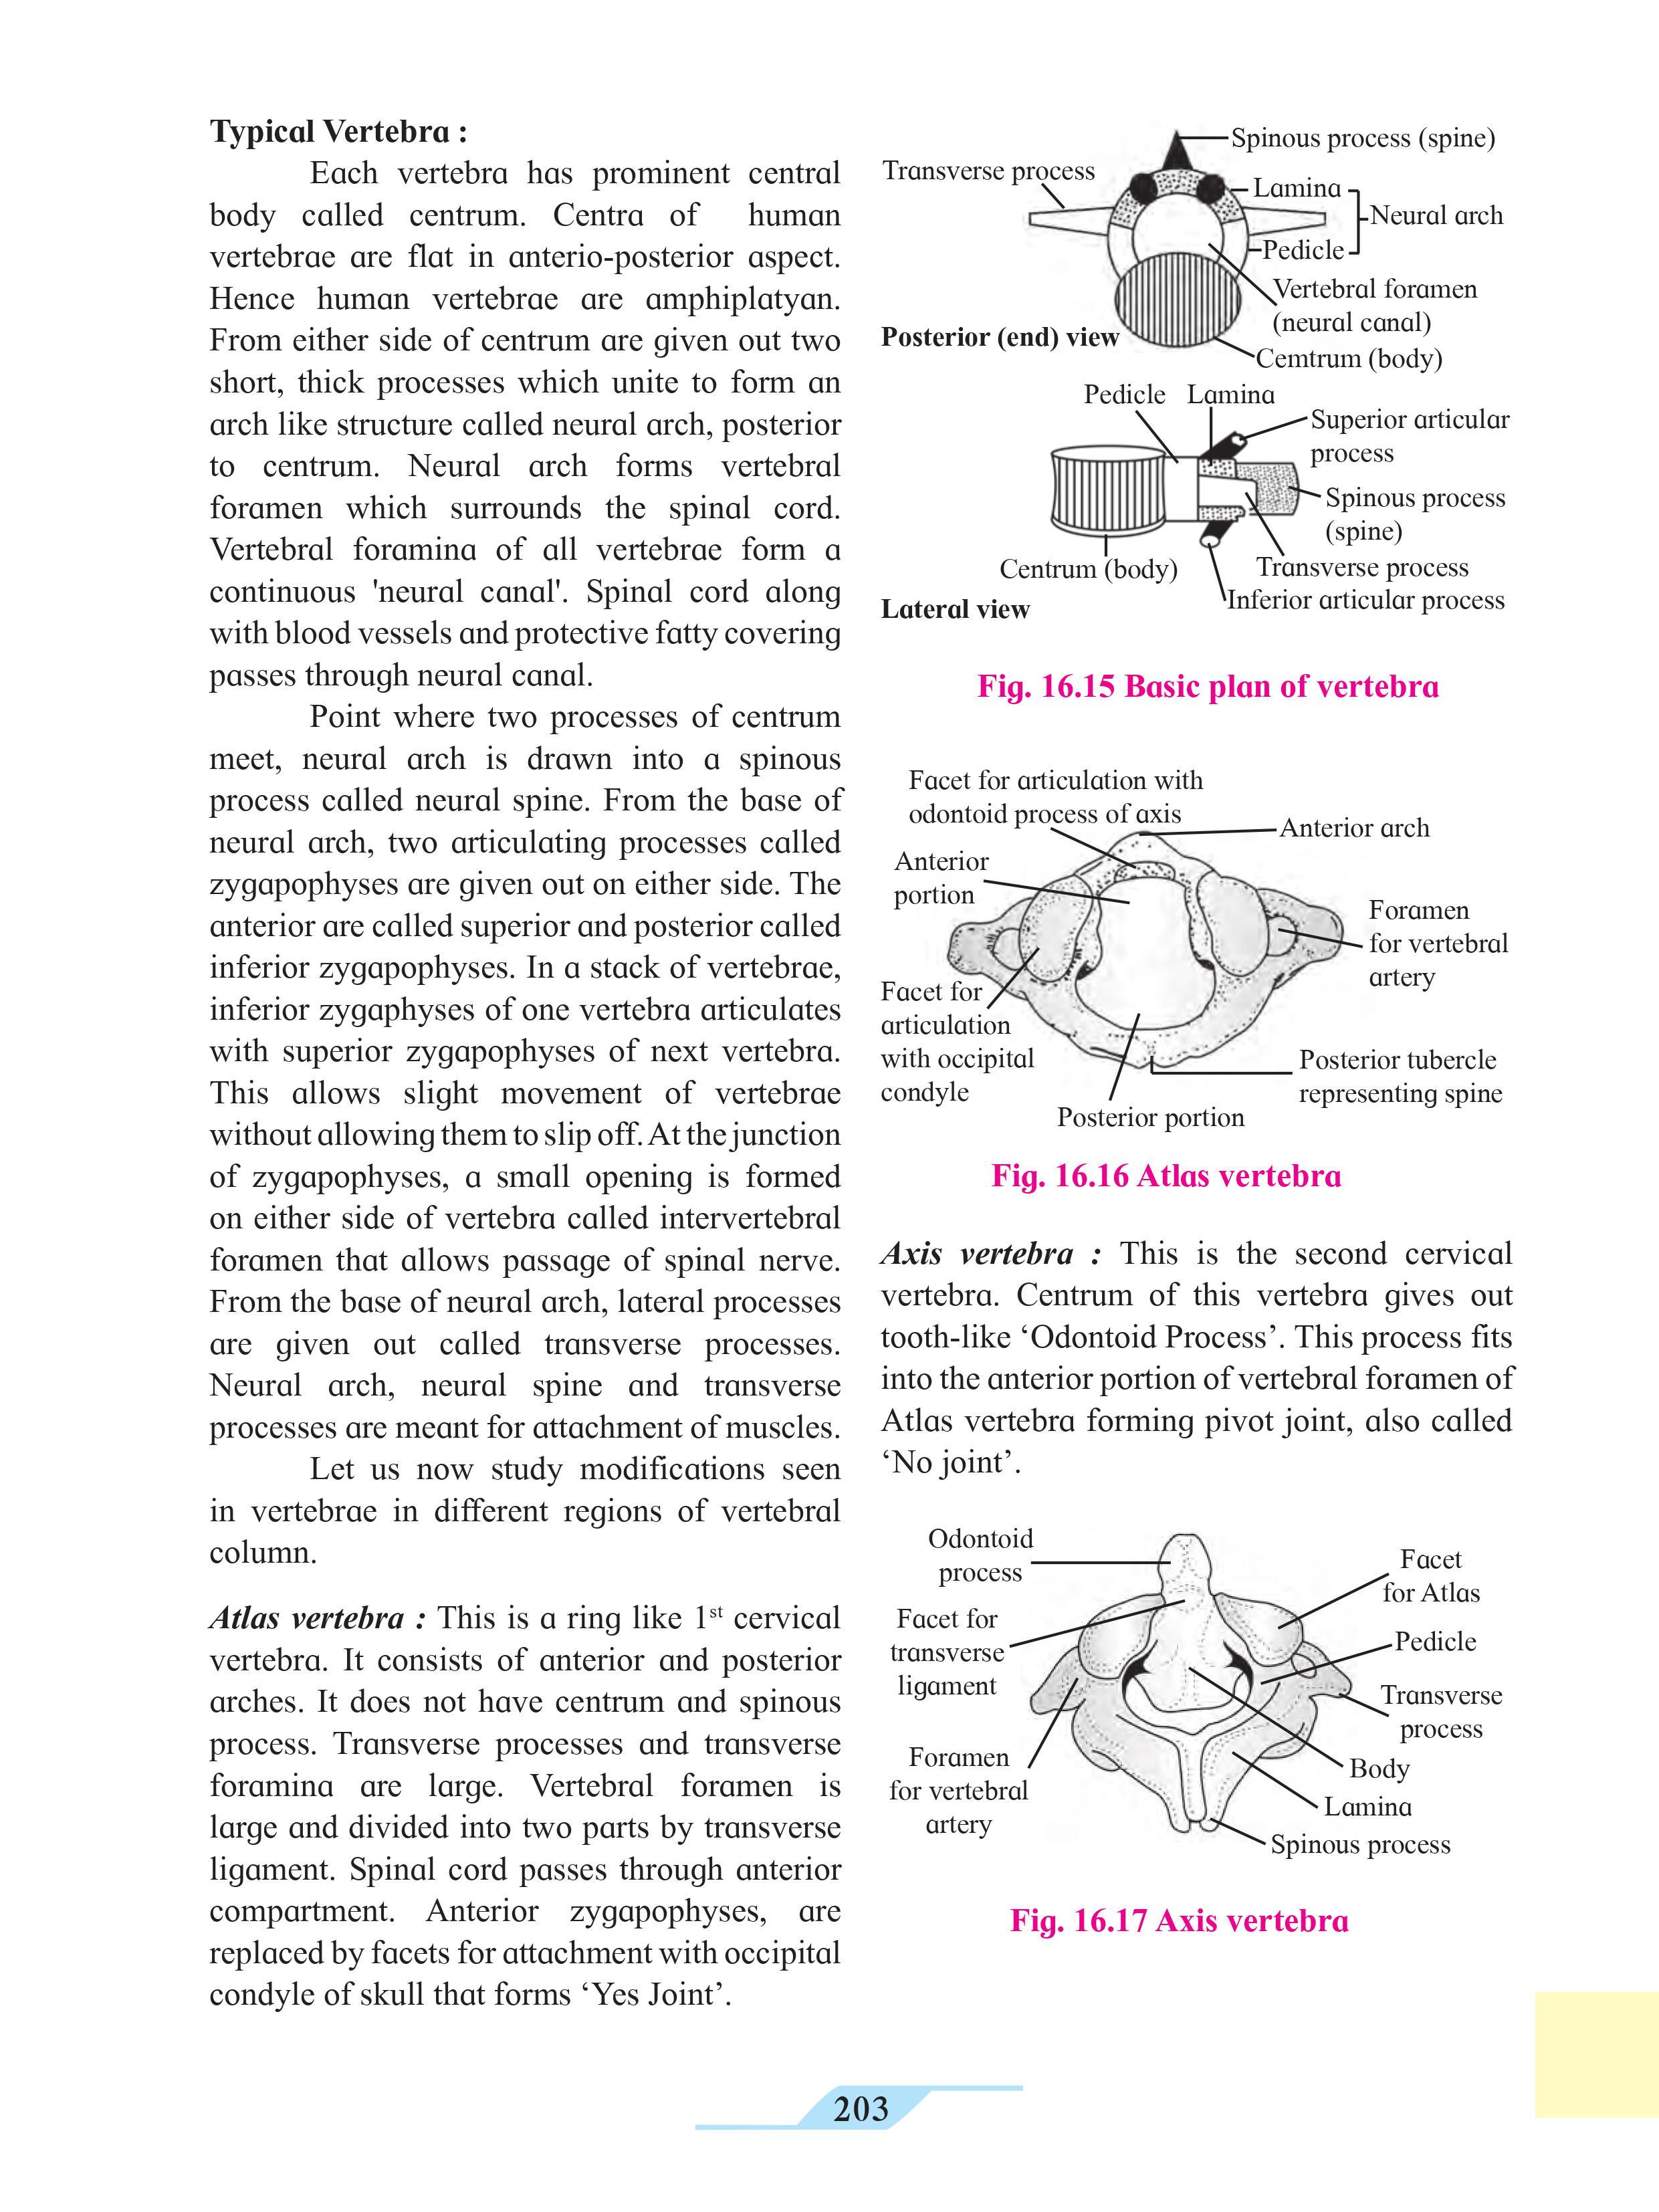 Typical Vertebra :
Each vertebra has prominent central
body called centrum. Centra of human
vertebrae are flat in anterio-posterior aspect.
Hence human vertebrae are amphiplatyan.
From either side of centrum are given out two
short, thick processes which unite to form an
arch like structure called neural arch, posterior
to centrum. Neural arch forms vertebral
foramen which surrounds the spinal cord.
Vertebral foramina of all vertebrae form a
continuous 'neural canal'. Spinal cord along
with blood vessels and protective fatty covering
passes through neural canal.
Point where two processes of centrum
meet, neural arch is drawn into a spinous
process called neural spine. From the base of
neural arch, two articulating processes called
zygapophyses are given out on either side. The
anterior are called superior and posterior called
inferior zygapophyses. In a stack of vertebrae,
inferior zygaphyses of one vertebra articulates
with superior zygapophyses of next vertebra.
This allows slight movement of vertebrae
without allowing them to slip off. At the junction
of zygapophyses, a small opening is formed
on either side of vertebra called intervertebral
foramen that allows passage of spinal nerve.
From the base of neural arch, lateral processes
are given out called transverse processes.
Neural arch, neural spine and transverse
processes are meant for attachment of muscles.
Let us now study modifications seen
in vertebrae in different regions of vertebral
column.
Atlas vertebra : This is a ring like 1st cervical
vertebra. It consists of anterior and posterior
arches. It does not have centrum and spinous
process. Transverse processes and transverse
foramina are large. Vertebral foramen is
large and divided into two parts by transverse
ligament. Spinal cord passes through anterior
compartment. Anterior zygapophyses, are
replaced by facets for attachment with occipital
condyle of skull that forms ‘Yes Joint’.
Spinous process (spine)
Transverse process
Lamina
Neural arch
Pedicle
Vertebral foramen
(neural canal)
Posterior (end) view
Cemtrum (body)
Pedicle Lamina
Superior articular
process
Spinous process
(spine)
Centrum (body)
Transverse process
Lateral view
Inferior articular process
Fig. 16.15 Basic plan of vertebra
Facet for articulation with
odontoid process of axis
Anterior arch
Anterior
portion
Foramen
for vertebral
artery
Facet for
articulation
with occipital
condyle
Posterior tubercle
representing spine
Posterior portion
Fig. 16.16 Atlas vertebra
Axis vertebra : This is the second cervical
vertebra. Centrum of this vertebra gives out
tooth-like ‘Odontoid Process’. This process fits
into the anterior portion of vertebral foramen of
Atlas vertebra forming pivot joint, also called
‘No joint’.
Odontoid
process
Facet
for Atlas
Facet for
transverse
ligament
Pedicle
Transverse
process
Foramen
for vertebral
artery
Body
Lamina
Spinous process
Fig. 16.17 Axis vertebra
203